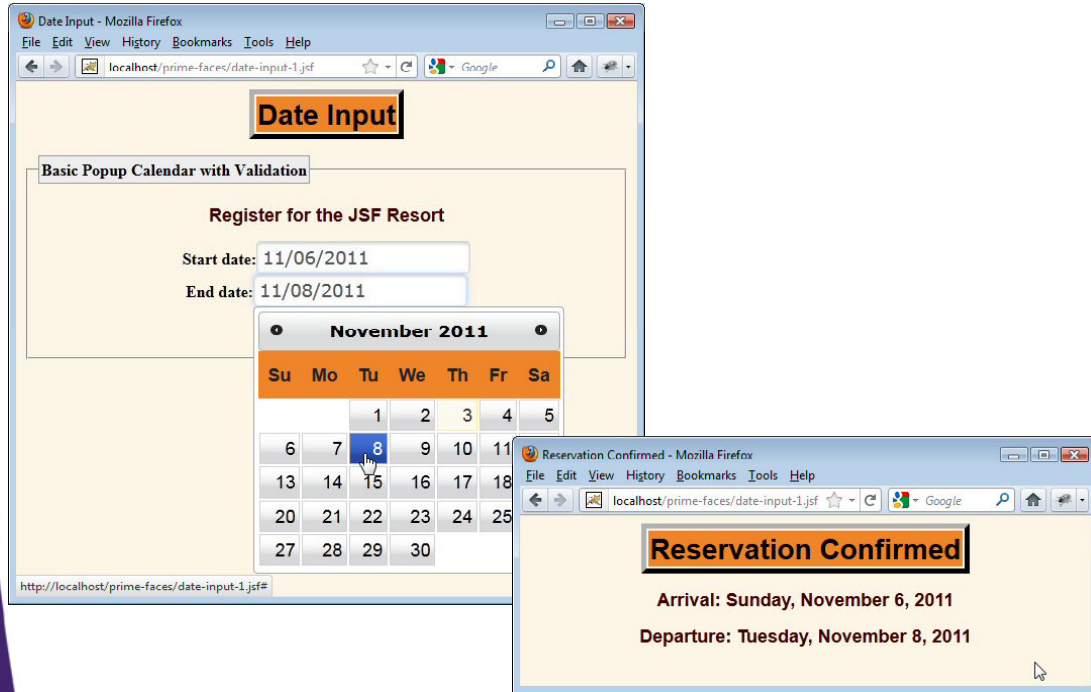 Date Input - Mozilla Firefox
File Edit View History Bookmarks Tools Help
localhost/prime-faces/date-input-1.jsf Google
Date Input
Basic Popup Calendar with Validation
Register for the JSF Resort
Start date: 11/06/2011
End date: 11/08/2011
November 2011
Su Mo Tu We Th Fr Sa
1 2 3 4 5
6 7 8 9 10 11
13 14 15 16 17 18
20 21 22 23 24 25
27 28 29 30
http://localhost/prime-faces/date-input-1.jsf#
Reservation Confirmed - Mozilla Firefox
File Edit View History Bookmarks Tools Help
localhost/prime-faces/date-input-1.jsf Google
Reservation Confirmed
Arrival: Sunday, November 6, 2011
Departure: Tuesday, November 8, 2011